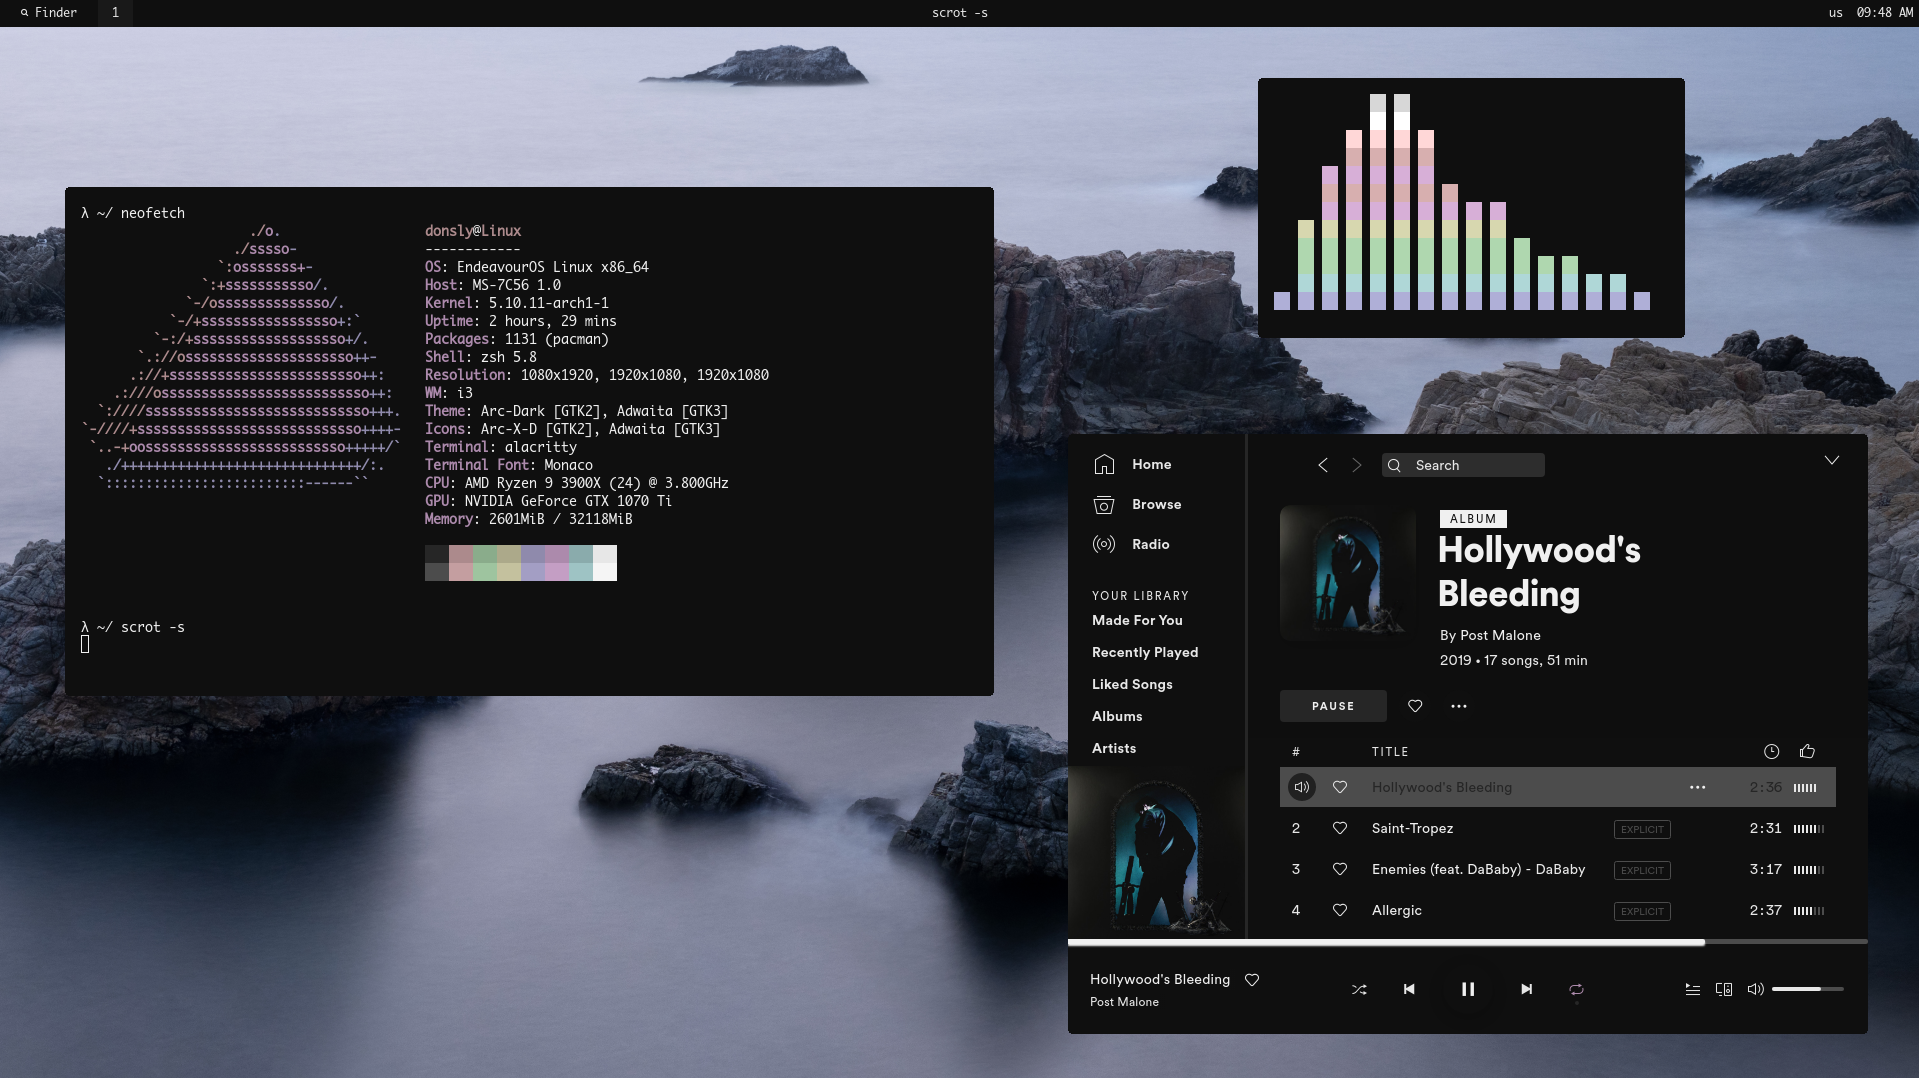 Finder
1
scrot -s
us 09:48 AM
λ ~/ neofetch
./o.
./sssso-
`:osssssss+-
`:+sssssssssso/.
`-/ossssssssssssso/.
`-/+sssssssssssssssso+:`
`-:/+sssssssssssssssssso+/.
`.://osssssssssssssssssssso++-
.://+ssssssssssssssssssssssso++:
.:///ossssssssssssssssssssssssso++:
`:////ssssssssssssssssssssssssssso+++.
`-////+ssssssssssssssssssssssssssso++++-
`..-+oosssssssssssssssssssssssso+++++/`
./++++++++++++++++++++++++++++++/:.
`:::::::::::::::::::::::::------``
donsly@Linux
------------
OS: EndeavourOS Linux x86_64
Host: MS-7C56 1.0
Kernel: 5.10.11-arch1-1
Uptime: 2 hours, 29 mins
Packages: 1131 (pacman)
Shell: zsh 5.8
Resolution: 1080x1920, 1920x1080, 1920x1080
WM: i3
Theme: Arc-Dark [GTK2], Adwaita [GTK3]
Icons: Arc-X-D [GTK2], Adwaita [GTK3]
Terminal: alacritty
Terminal Font: Monaco
CPU: AMD Ryzen 9 3900X (24) @ 3.800GHz
GPU: NVIDIA GeForce GTX 1070 Ti
Memory: 2601MiB / 32118MiB
λ ~/ scrot -s
Home
Browse
Radio
YOUR LIBRARY
Made For You
Recently Played
Liked Songs
Albums
Artists
Search
ALBUM
Hollywood's
Bleeding
By Post Malone
2019 • 17 songs, 51 min
PAUSE
# TITLE
Hollywood's Bleeding 2:36
2 Saint-Tropez EXPLICIT 2:31
3 Enemies (feat. DaBaby) - DaBaby EXPLICIT 3:17
4 Allergic EXPLICIT 2:37
Hollywood's Bleeding
Post Malone